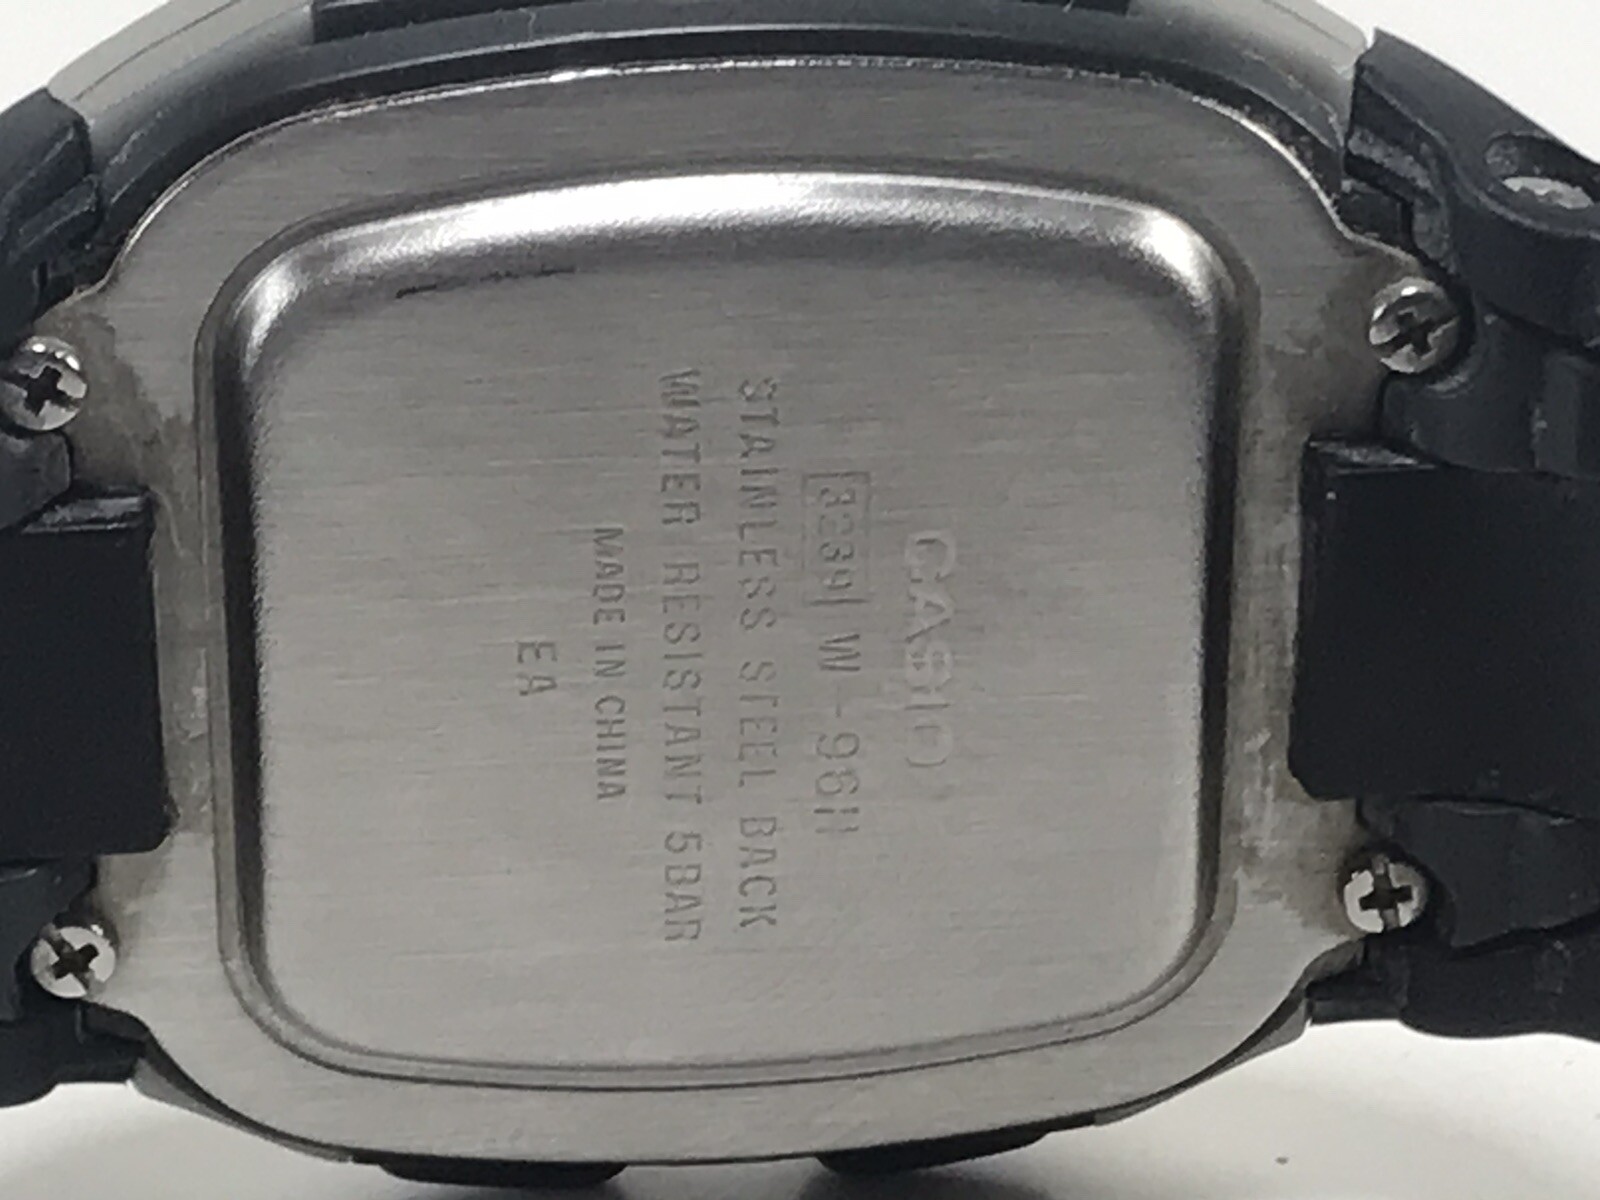 CASIO
3239 W-96H
STAINLESS STEEL BACK
WATER RESISTANT 5BAR
MADE IN CHINA
EA